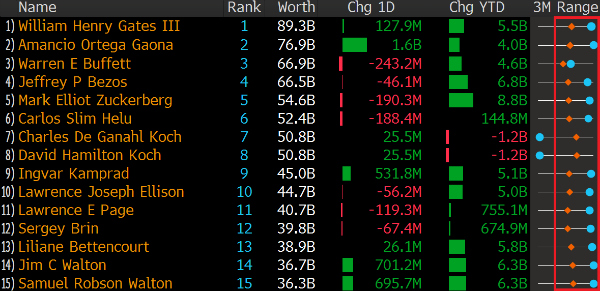 Name Rank Worth Chg 1D Chg YTD 3M Range
1) William Henry Gates III 1 89.3B 127.9M 5.5B
2) Amancio Ortega Gaona 2 76.9B 1.6B 4.0B
3) Warren E Buffett 3 66.9B -243.2M 4.6B
4) Jeffrey P Bezos 4 66.5B -46.1M 6.8B
5) Mark Elliot Zuckerberg 5 54.6B -190.3M 8.8B
6) Carlos Slim Helu 6 52.4B -188.4M 144.8M
7) Charles De Ganahl Koch 7 50.8B 25.5M -1.2B
8) David Hamilton Koch 8 50.8B 25.5M -1.2B
9) Ingvar Kamprad 9 45.0B 531.8M 5.1B
10) Lawrence Joseph Ellison 10 44.7B -56.2M 5.0B
11) Lawrence E Page 11 40.7B -119.3M 755.1M
12) Sergey Brin 12 39.8B -67.4M 674.9M
13) Liliane Bettencourt 13 38.9B 26.1M 5.8B
14) Jim C Walton 14 36.7B 701.2M 6.3B
15) Samuel Robson Walton 15 36.3B 695.7M 6.3B